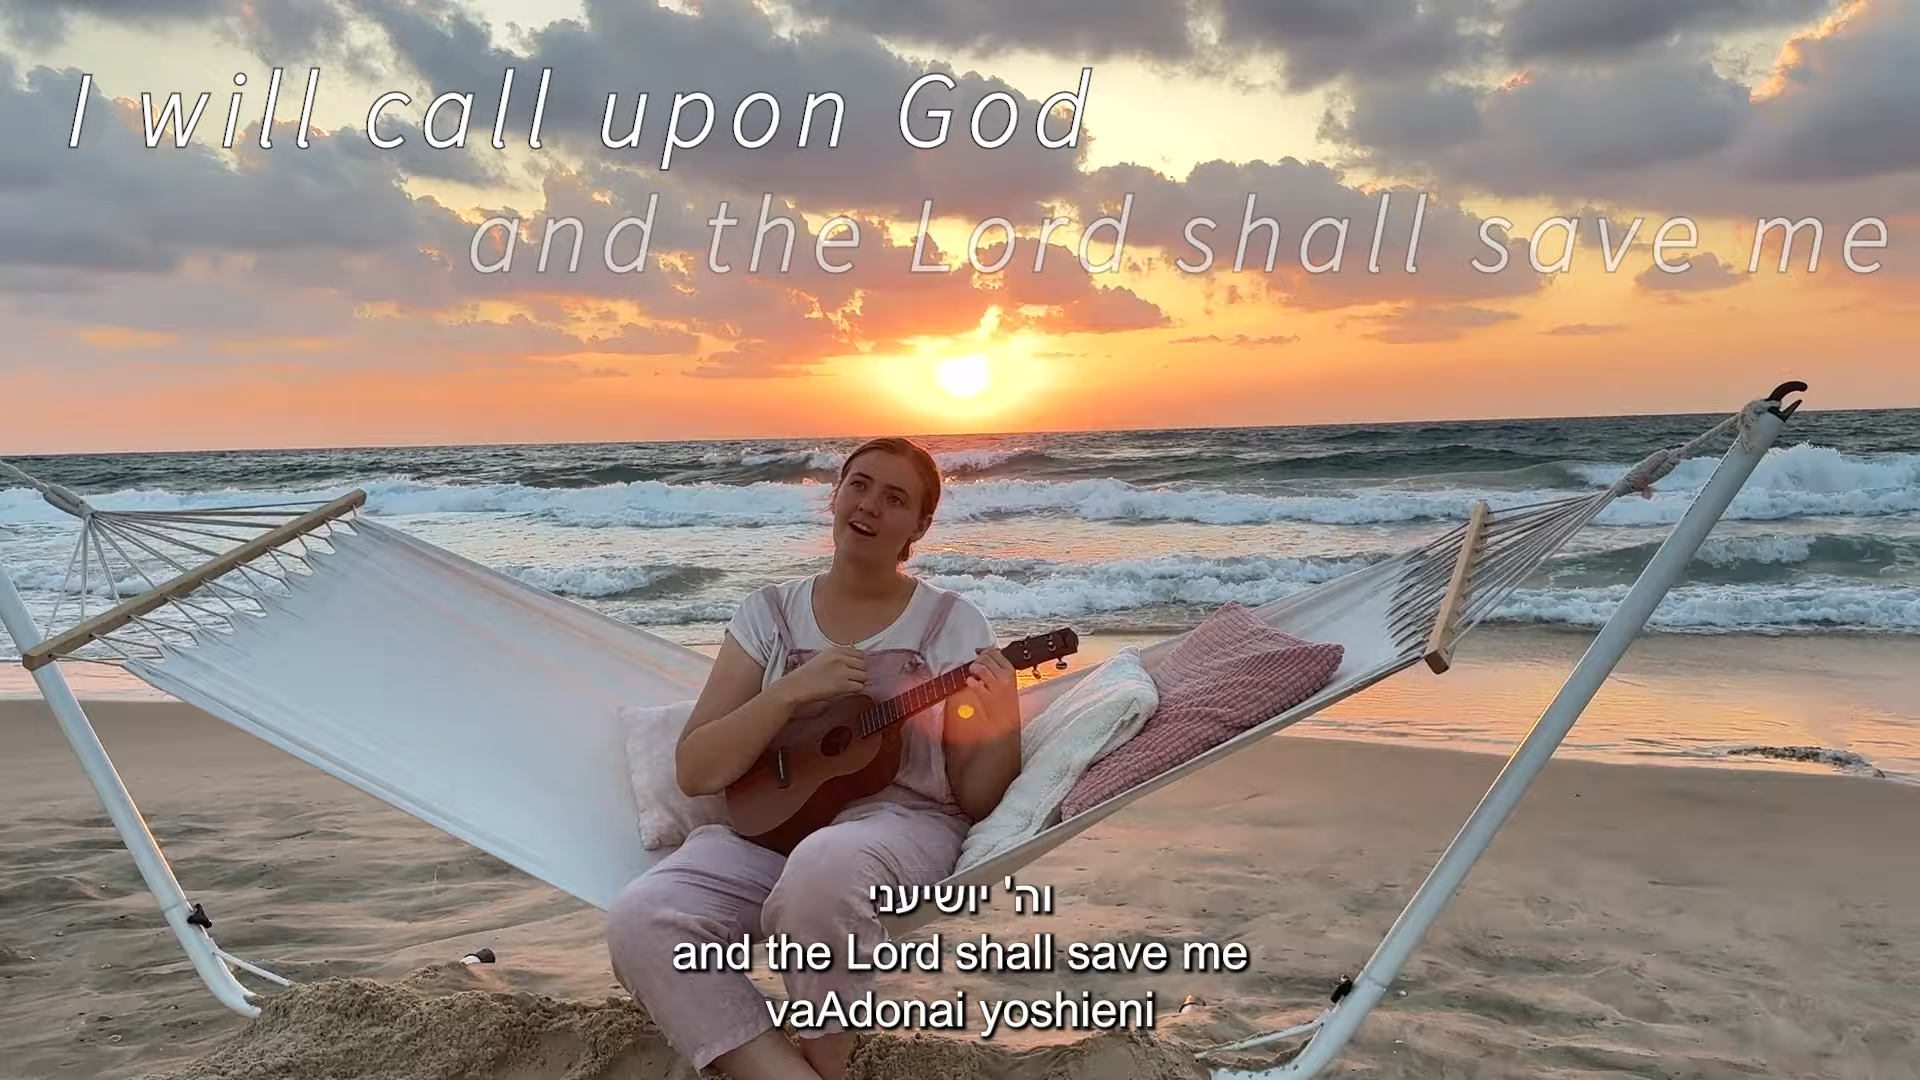 I will call upon God
and the Lord shall save me
וה' יושיעני
and the Lord shall save me
vaAdonai yoshieni